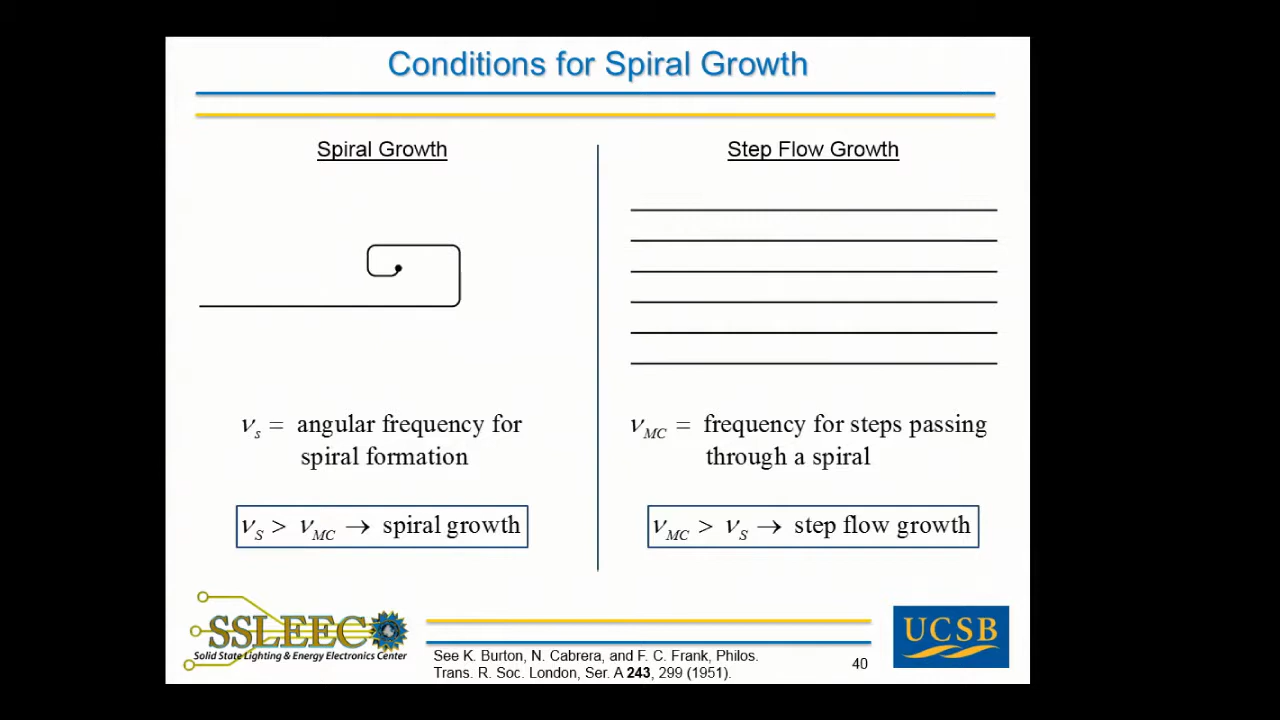 Conditions for Spiral Growth
Spiral Growth
ν_s = angular frequency for
spiral formation
ν_S > ν_MC → spiral growth
Step Flow Growth
ν_MC = frequency for steps passing
through a spiral
ν_MC > ν_S → step flow growth
SSLEEC
Solid State Lighting & Energy Electronics Center
See K. Burton, N. Cabrera, and F. C. Frank, Philos.
Trans. R. Soc. London, Ser. A 243, 299 (1951).
40
UCSB